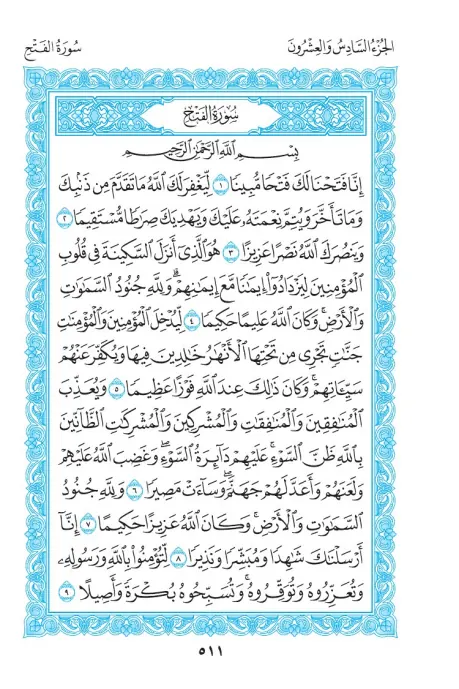 الجُزْءُ السَّادِسُ وَالعِشْرُونَ
سُورَةُ الفَتْحِ
سُورَةُ الفَتْحِ
بِسْمِ اللَّهِ الرَّحْمَٰنِ الرَّحِيمِ
إِنَّا فَتَحْنَا لَكَ فَتْحًا مُّبِينًا ١ لِّيَغْفِرَ لَكَ اللَّهُ مَا تَقَدَّمَ مِن ذَنۢبِكَ
وَمَا تَأَخَّرَ وَيُتِمَّ نِعْمَتَهُۥ عَلَيْكَ وَيَهْدِيَكَ صِرَٰطًا مُّسْتَقِيمًا ٢
وَيَنصُرَكَ اللَّهُ نَصْرًا عَزِيزًا ٣ هُوَ الَّذِي أَنزَلَ السَّكِينَةَ فِي قُلُوبِ
الْمُؤْمِنِينَ لِيَزْدَادُوٓا۟ إِيمَٰنًا مَّعَ إِيمَٰنِهِمْ ۗ وَلِلَّهِ جُنُودُ السَّمَٰوَٰتِ
وَالْأَرْضِ ۚ وَكَانَ اللَّهُ عَلِيمًا حَكِيمًا ٤ لِّيُدْخِلَ الْمُؤْمِنِينَ وَالْمُؤْمِنَٰتِ
جَنَّٰتٍ تَجْرِي مِن تَحْتِهَا الْأَنْهَٰرُ خَٰلِدِينَ فِيهَا وَيُكَفِّرَ عَنْهُمْ
سَيِّـَٔاتِهِمْ ۚ وَكَانَ ذَٰلِكَ عِندَ اللَّهِ فَوْزًا عَظِيمًا ٥ وَيُعَذِّبَ
الْمُنَٰفِقِينَ وَالْمُنَٰفِقَٰتِ وَالْمُشْرِكِينَ وَالْمُشْرِكَٰتِ الظَّآنِّينَ
بِاللَّهِ ظَنَّ السَّوْءِ ۚ عَلَيْهِمْ دَآئِرَةُ السَّوْءِ ۖ وَغَضِبَ اللَّهُ عَلَيْهِمْ
وَلَعَنَهُمْ وَأَعَدَّ لَهُمْ جَهَنَّمَ ۖ وَسَآءَتْ مَصِيرًا ٦ وَلِلَّهِ جُنُودُ
السَّمَٰوَٰتِ وَالْأَرْضِ ۚ وَكَانَ اللَّهُ عَزِيزًا حَكِيمًا ٧ إِنَّآ
أَرْسَلْنَٰكَ شَٰهِدًا وَمُبَشِّرًا وَنَذِيرًا ٨ لِّتُؤْمِنُوا۟ بِاللَّهِ وَرَسُولِهِۦ
وَتُعَزِّرُوهُ وَتُوَقِّرُوهُ ۚ وَتُسَبِّحُوهُ بُكْرَةً وَأَصِيلًا ٩
٥١١